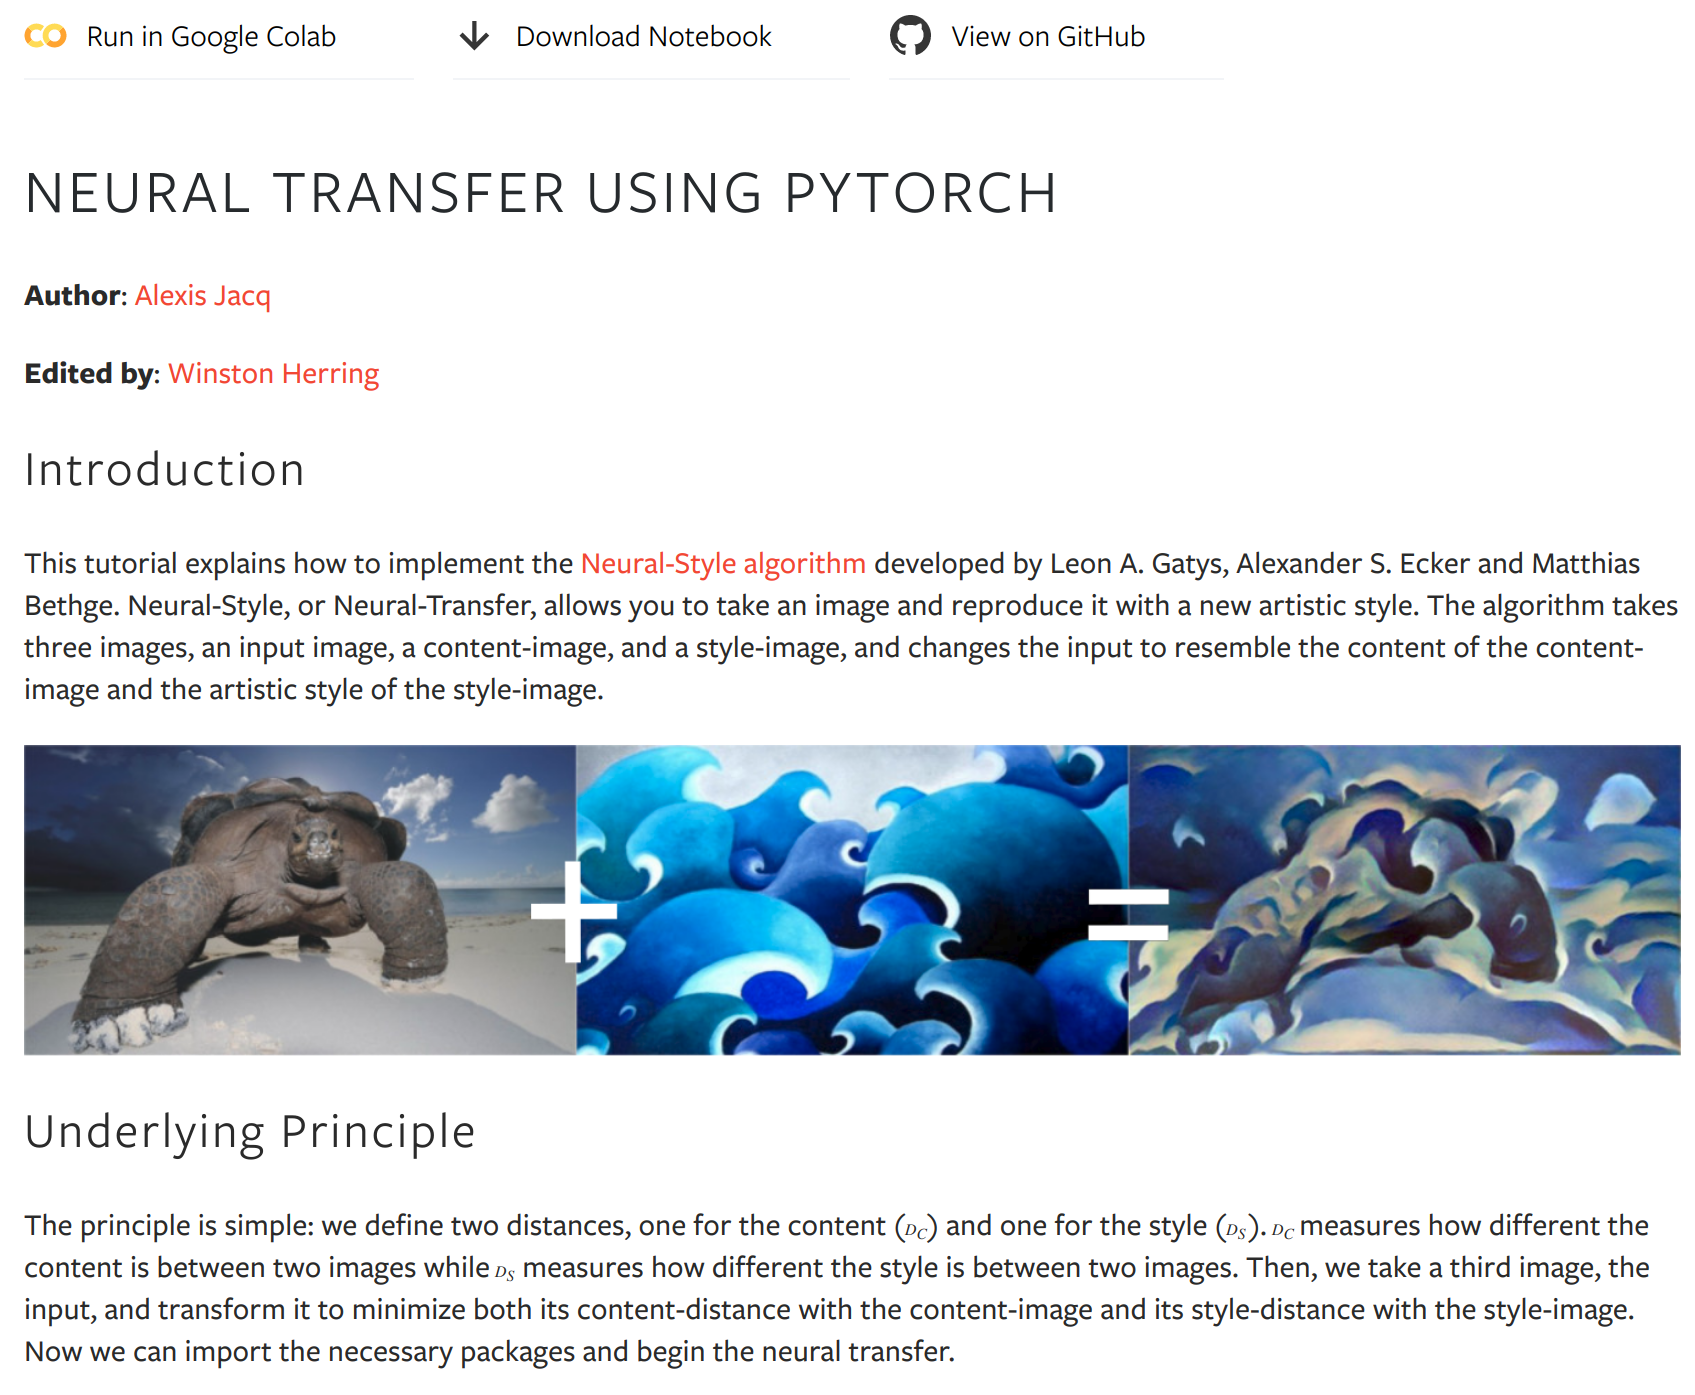 Run in Google Colab
Download Notebook
View on GitHub
NEURAL TRANSFER USING PYTORCH
Author: Alexis Jacq
Edited by: Winston Herring
Introduction
This tutorial explains how to implement the Neural-Style algorithm developed by Leon A. Gatys, Alexander S. Ecker and Matthias
Bethge. Neural-Style, or Neural-Transfer, allows you to take an image and reproduce it with a new artistic style. The algorithm takes
three images, an input image, a content-image, and a style-image, and changes the input to resemble the content of the content-
image and the artistic style of the style-image.
+ =
Underlying Principle
The principle is simple: we define two distances, one for the content (D_C) and one for the style (D_S). D_C measures how different the
content is between two images while D_S measures how different the style is between two images. Then, we take a third image, the
input, and transform it to minimize both its content-distance with the content-image and its style-distance with the style-image.
Now we can import the necessary packages and begin the neural transfer.